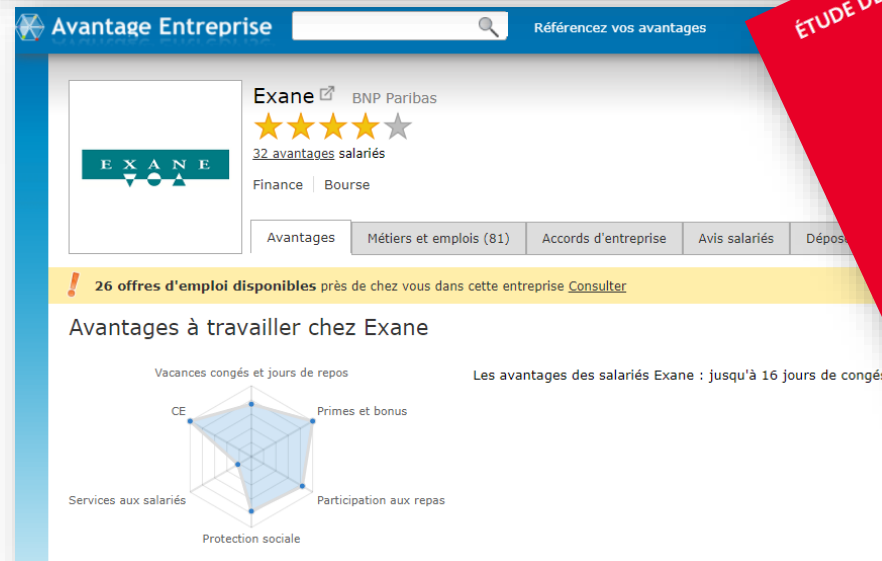 Avantage Entreprise
Référencez vos avantages
ÉTUDE
Exane BNP Paribas
EXANE
32 avantages salariés
Finance Bourse
Avantages Métiers et emplois (81) Accords d'entreprise Avis salariés Dépos
26 offres d'emploi disponibles près de chez vous dans cette entreprise Consulter
Avantages à travailler chez Exane
Vacances congés et jours de repos
Les avantages des salariés Exane : jusqu'à 16 jours de congés
CE
Primes et bonus
Services aux salariés
Participation aux repas
Protection sociale